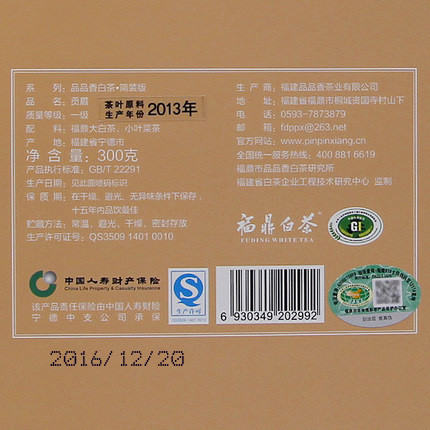 系　　列：品品香白茶•简装版
品　　名：贡眉
质量等级：一级
茶叶原料
生产年份 2013年
配　　料：福鼎大白茶、小叶菜茶
产　　地：福建省宁德市
净 含 量：300克
产品执行标准：GB/T 22291
生产日期：见此面喷码标识
保 质 期：在干燥、避光、无异味条件下保存，
十五年内品饮最佳
贮藏方法：常温、避光、干燥、密封存放
生产许可证号：QS3509 1401 0010
生 产 商：福建品品香茶业有限公司
地　　址：福建省福鼎市桐城资国寺村山下
电　　话：0593-7873879
邮　　箱：fdppx@263.net
官方网站：www.pinpinxiang.cn
全国统一服务热线：400 881 6619
福鼎市品品香白茶研究所
福建省白茶企业工程技术研究中心 监制
福鼎白茶
FUDING WHITE TEA
GI
中国人寿财产保险
China Life Property & Casualty Insurance
该产品责任保险由中国人寿财险
宁德中支公司承保
生产许可
6 930349 202992
2016/12/20